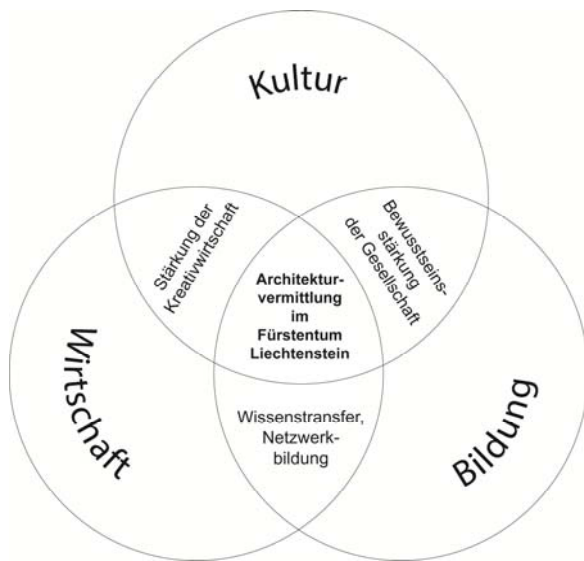 Kultur
Stärkung der
Kreativwirtschaft
Bewusstseins-
stärkung
der Gesellschaft
Architektur-
vermittlung
im
Fürstentum
Liechtenstein
Wirtschaft
Wissenstransfer,
Netzwerk-
bildung
Bildung